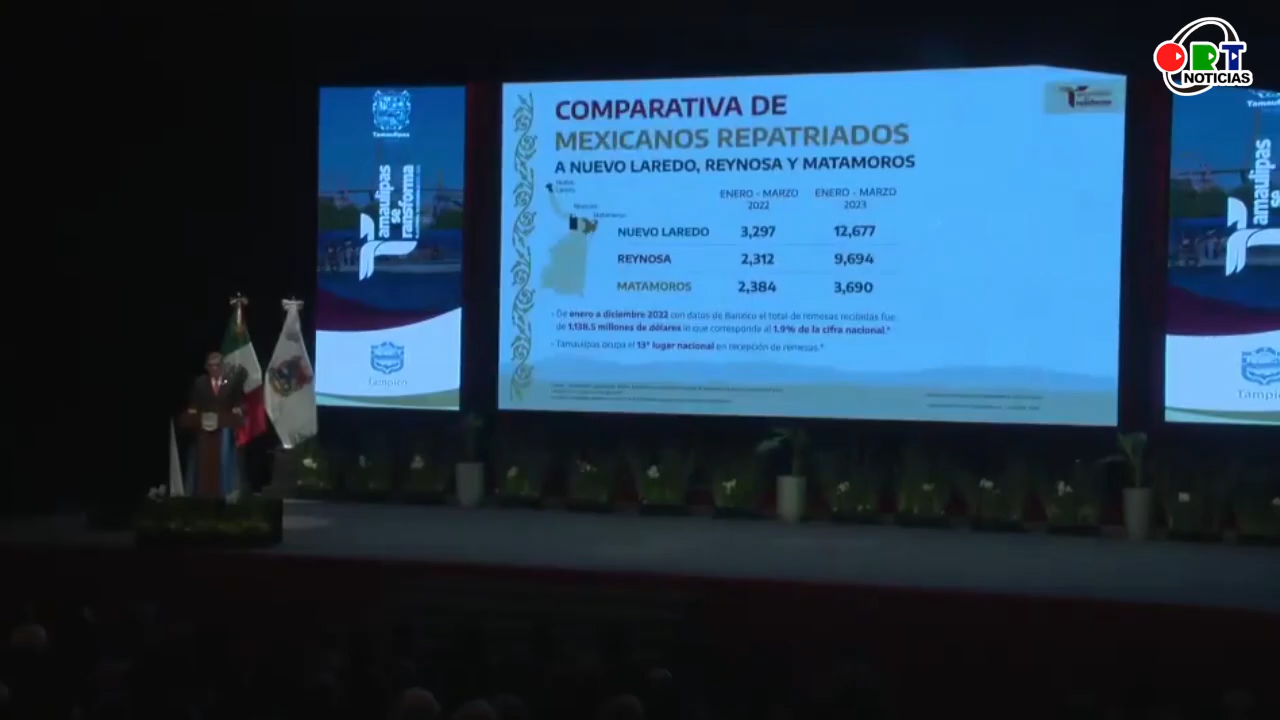 ORT
NOTICIAS
Tamaulipas
Tamaulipas
se
Transforma
Tampico
COMPARATIVA DE
MEXICANOS REPATRIADOS
A NUEVO LAREDO, REYNOSA Y MATAMOROS
Nuevo
Laredo
Reynosa
Matamoros
ENERO - MARZO ENERO - MARZO
2022 2023
NUEVO LAREDO 3,297 12,677
REYNOSA 2,312 9,694
MATAMOROS 2,384 3,690
- De enero a diciembre 2022 con datos de Banxico el total de remesas recibidas fue
de 1,138.5 millones de dólares lo que corresponde al 1.9% de la cifra nacional.*
- Tamaulipas ocupa el 13° lugar nacional en recepción de remesas.*